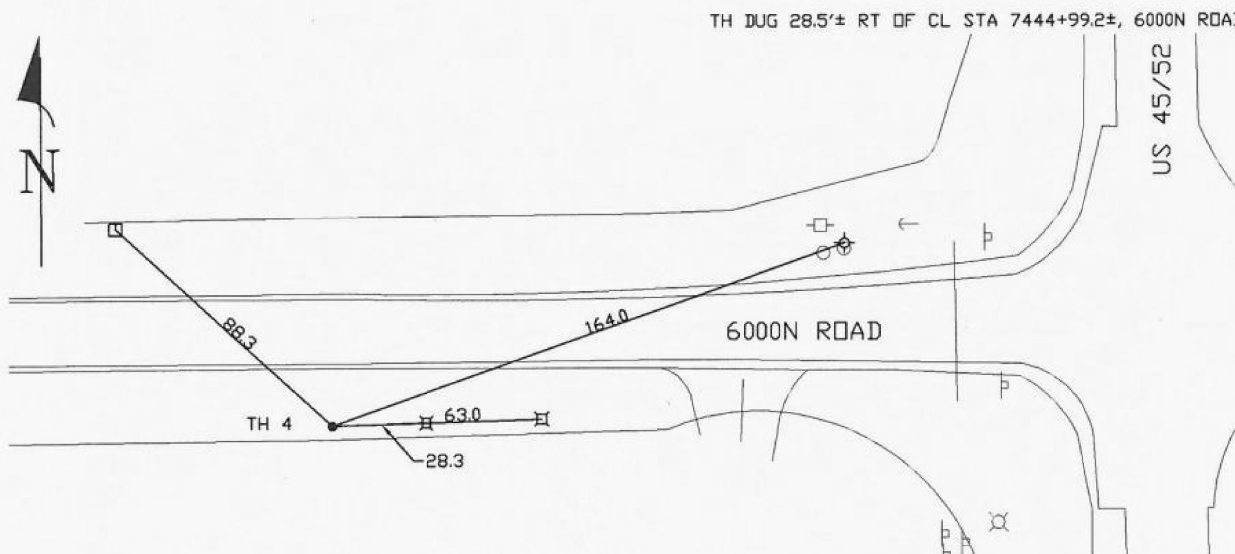 TH DUG 28.5'± RT OF CL STA 7444+99.2±, 6000N ROAD
US 45/52
N
88.3
164.0
6000N ROAD
TH 4
63.0
28.3